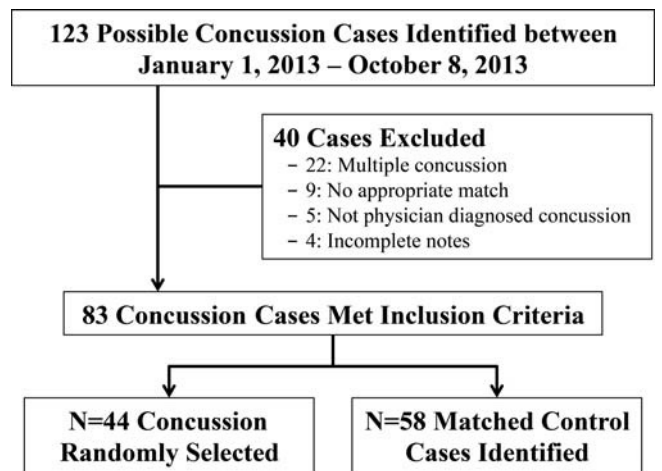 123 Possible Concussion Cases Identified between
January 1, 2013 – October 8, 2013
40 Cases Excluded
– 22: Multiple concussion
– 9: No appropriate match
– 5: Not physician diagnosed concussion
– 4: Incomplete notes
83 Concussion Cases Met Inclusion Criteria
N=44 Concussion
Randomly Selected
N=58 Matched Control
Cases Identified